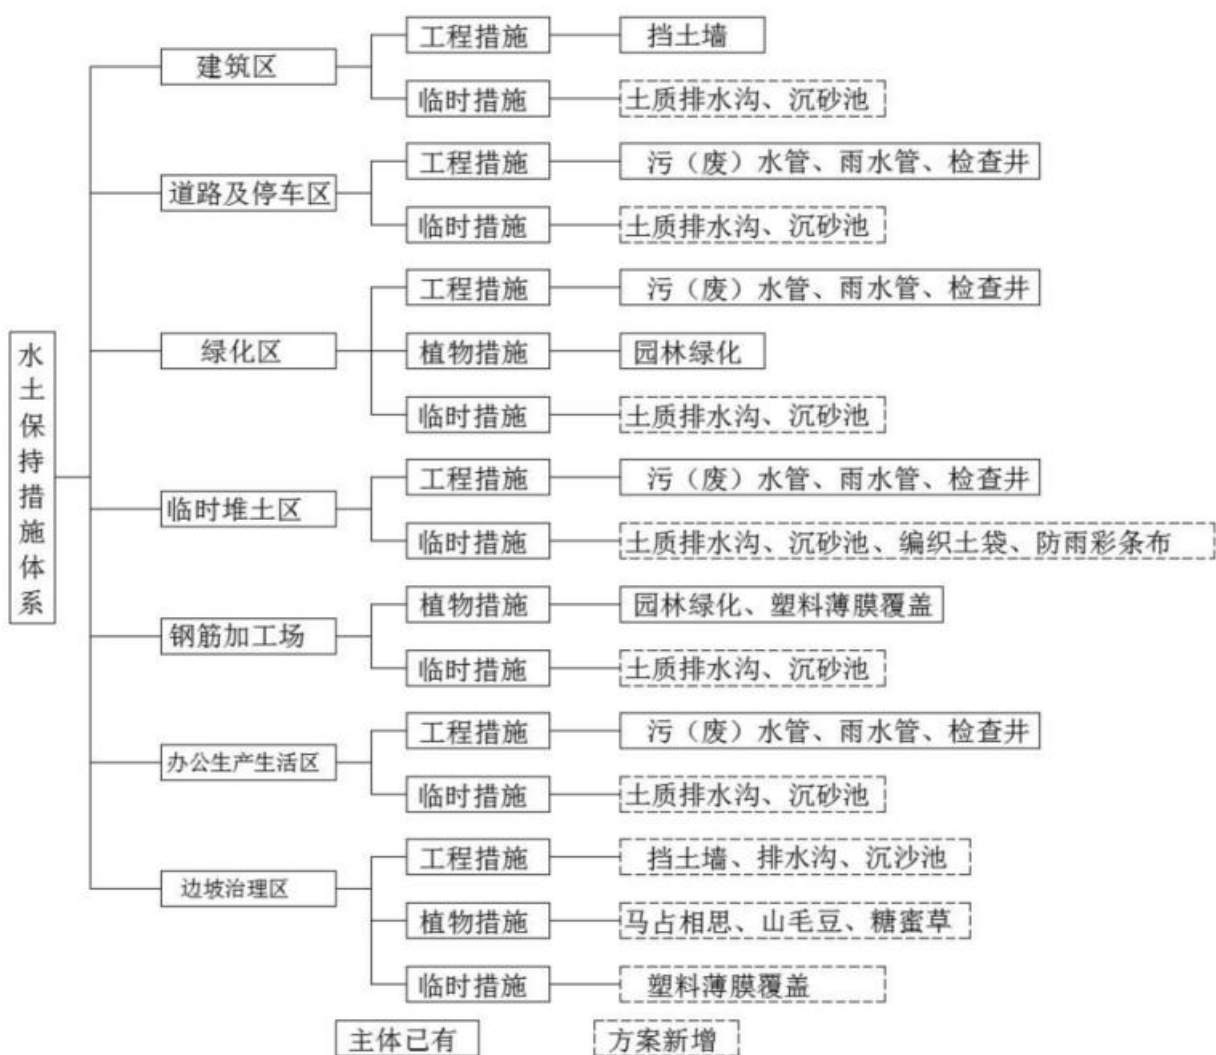 水土保持措施体系
建筑区
工程措施
挡土墙
临时措施
土质排水沟、沉砂池
道路及停车区
工程措施
污（废）水管、雨水管、检查井
临时措施
土质排水沟、沉砂池
绿化区
工程措施
污（废）水管、雨水管、检查井
植物措施
园林绿化
临时措施
土质排水沟、沉砂池
临时堆土区
工程措施
污（废）水管、雨水管、检查井
临时措施
土质排水沟、沉砂池、编织土袋、防雨彩条布
钢筋加工场
植物措施
园林绿化、塑料薄膜覆盖
临时措施
土质排水沟、沉砂池
办公生产生活区
工程措施
污（废）水管、雨水管、检查井
临时措施
土质排水沟、沉砂池
边坡治理区
工程措施
挡土墙、排水沟、沉沙池
植物措施
马占相思、山毛豆、糖蜜草
临时措施
塑料薄膜覆盖
主体已有
方案新增